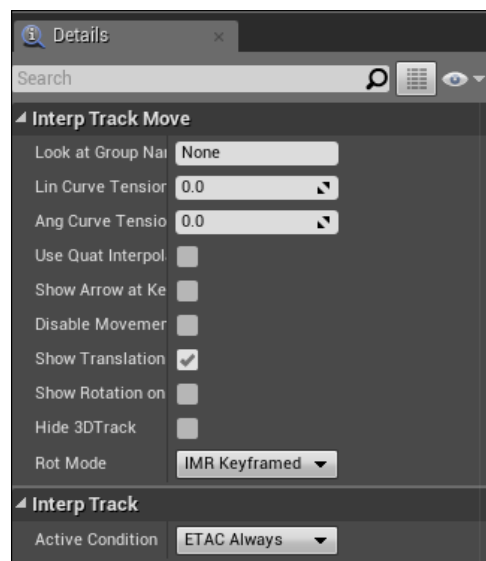 Details
Search
Interp Track Move
Look at Group Nar None
Lin Curve Tension 0.0
Ang Curve Tensio 0.0
Use Quat Interpol
Show Arrow at Ke
Disable Movemer
Show Translation
Show Rotation on
Hide 3DTrack
Rot Mode IMR Keyframed
Interp Track
Active Condition ETAC Always